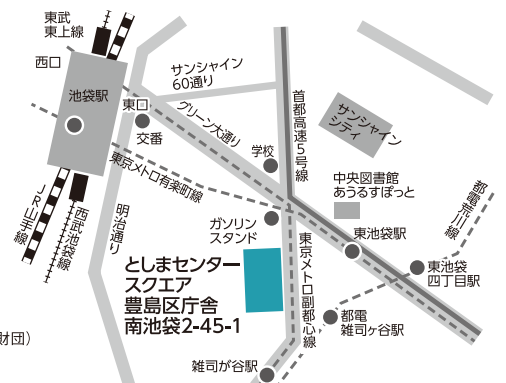 東武
東上線
西口
池袋駅
東口
交番
サンシャイン
60通り
グリーン大通り
首都高速5号線
サンシャイン
シティ
学校
東京メトロ有楽町線
中央図書館
あうるすぽっと
都電荒川線
JR山手線
西武池袋線
明治通り
ガソリン
スタンド
東池袋駅
東京メトロ副都心線
東池袋
四丁目駅
としまセンター
スクエア
豊島区庁舎
南池袋2-45-1
都電
雑司ヶ谷駅
財団）
雑司が谷駅